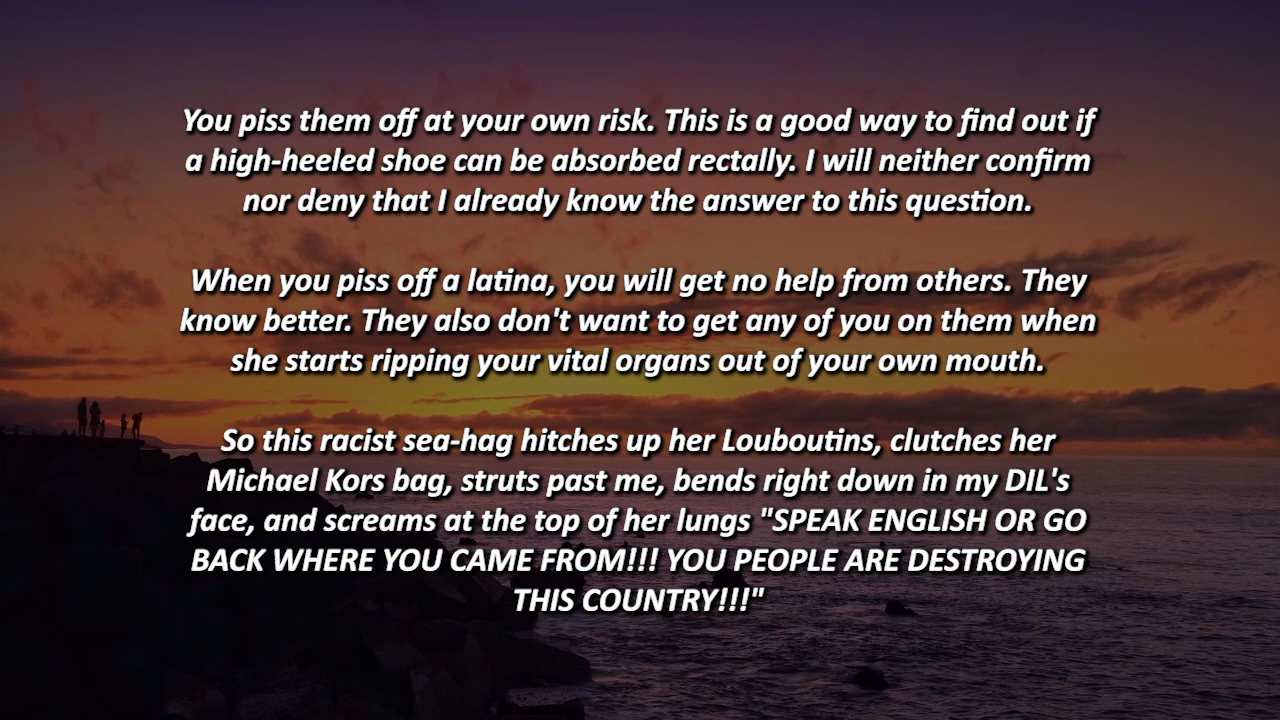 You piss them off at your own risk. This is a good way to find out if
a high-heeled shoe can be absorbed rectally. I will neither confirm
nor deny that I already know the answer to this question.
When you piss off a latina, you will get no help from others. They
know better. They also don't want to get any of you on them when
she starts ripping your vital organs out of your own mouth.
So this racist sea-hag hitches up her Louboutins, clutches her
Michael Kors bag, struts past me, bends right down in my DIL's
face, and screams at the top of her lungs "SPEAK ENGLISH OR GO
BACK WHERE YOU CAME FROM!!! YOU PEOPLE ARE DESTROYING
THIS COUNTRY!!!"